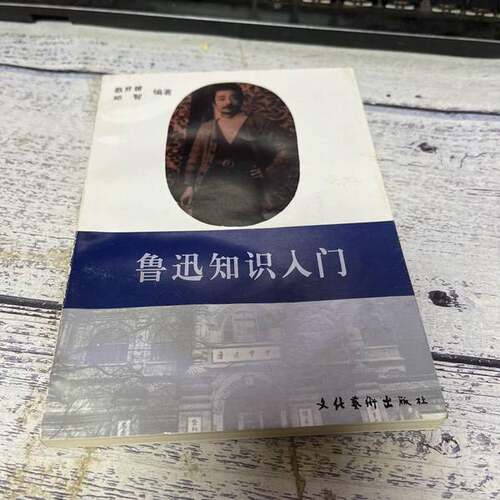 编著
鲁迅知识入门
文化艺术出版社